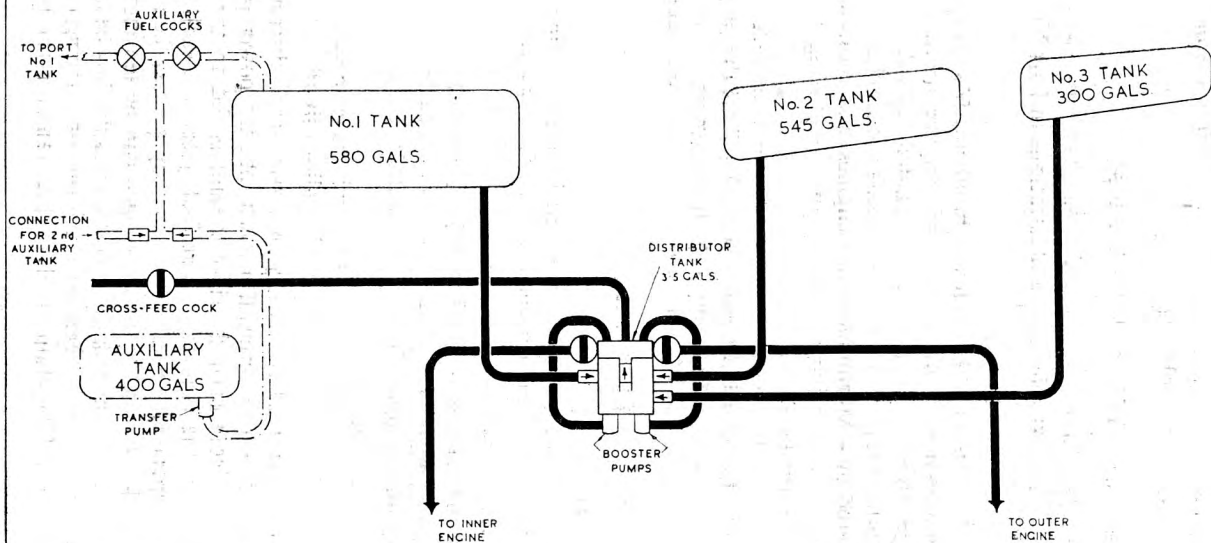 AUXILIARY
FUEL COCKS
TO PORT
No 1
TANK
No.1 TANK
580 GALS.
No.2 TANK
545 GALS.
No.3 TANK
300 GALS.
CONNECTION
FOR 2nd
AUXILIARY
TANK
DISTRIBUTOR
TANK
3·5 GALS.
CROSS-FEED COCK
AUXILIARY
TANK
400 GALS
TRANSFER
PUMP
BOOSTER
PUMPS
TO INNER
ENGINE
TO OUTER
ENGINE